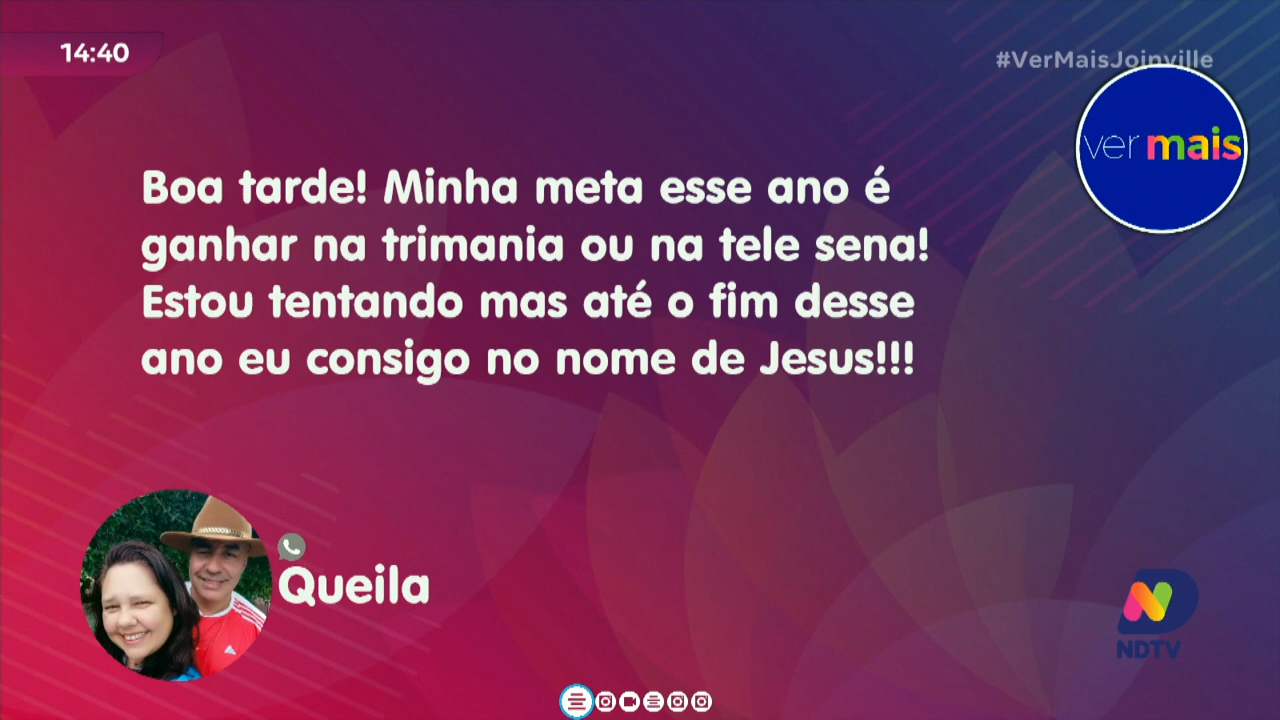 14:40
#VerMaisJoinville
ver mais
Boa tarde! Minha meta esse ano é
ganhar na trimania ou na tele sena!
Estou tentando mas até o fim desse
ano eu consigo no nome de Jesus!!!
Queila
NDTV